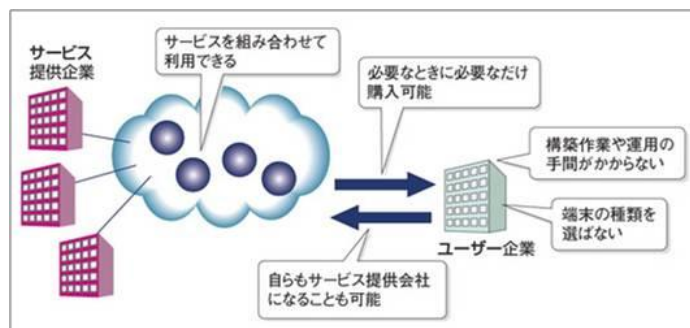 サービス
提供企業
サービスを組み合わせて
利用できる
必要なときに必要なだけ
購入可能
構築作業や運用の
手間がかからない
端末の種類を
選ばない
ユーザー企業
自らもサービス提供会社
になることも可能